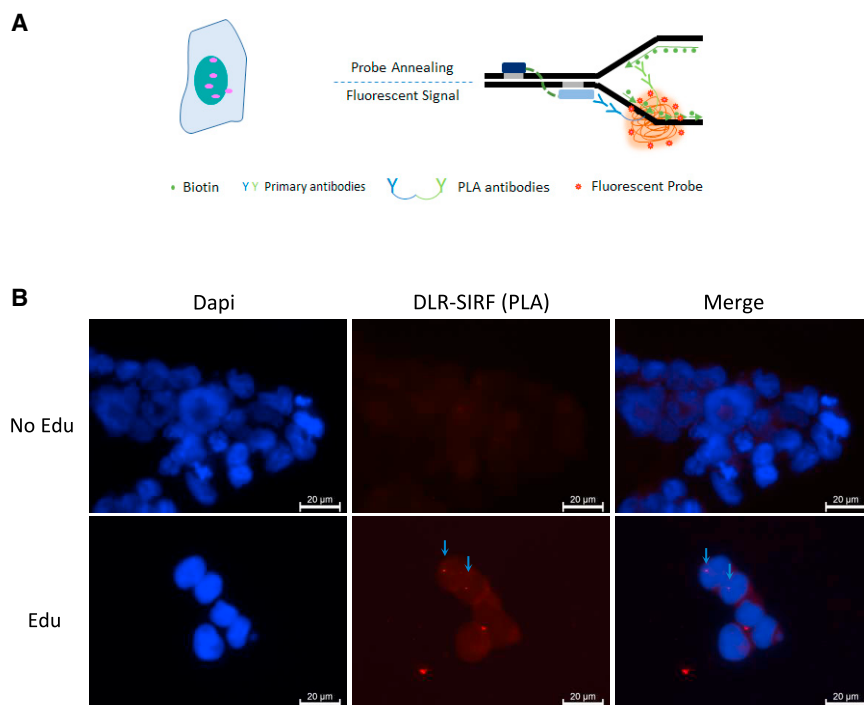 A
Probe Annealing
Fluorescent Signal
Biotin
Primary antibodies
PLA antibodies
Fluorescent Probe
B
Dapi
DLR-SIRF (PLA)
Merge
No Edu
20 µm
20 µm
20 µm
Edu
20 µm
20 µm
20 µm